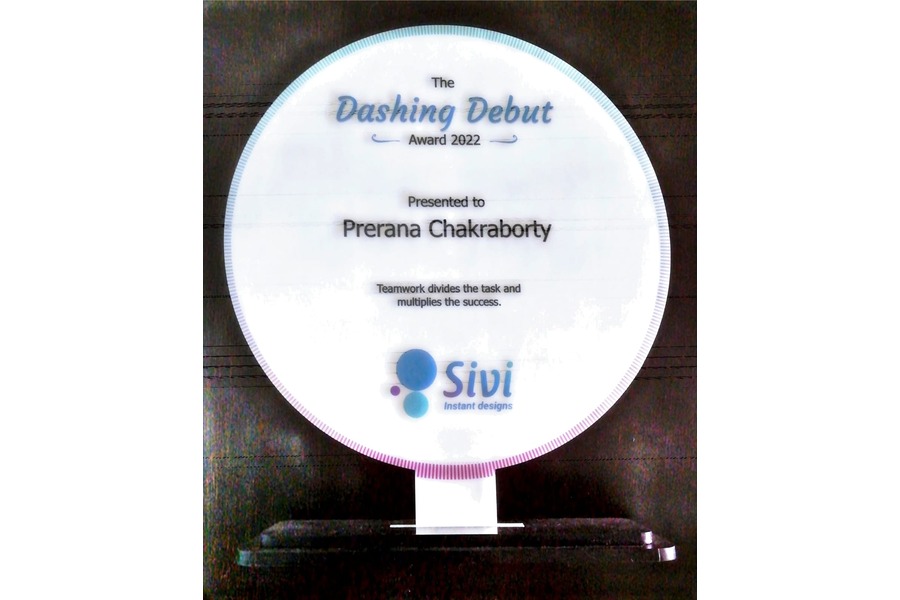 The
Dashing Debut
Award 2022
Presented to
Prerana Chakraborty
Teamwork divides the task and
multiplies the success.
Sivi
Instant designs